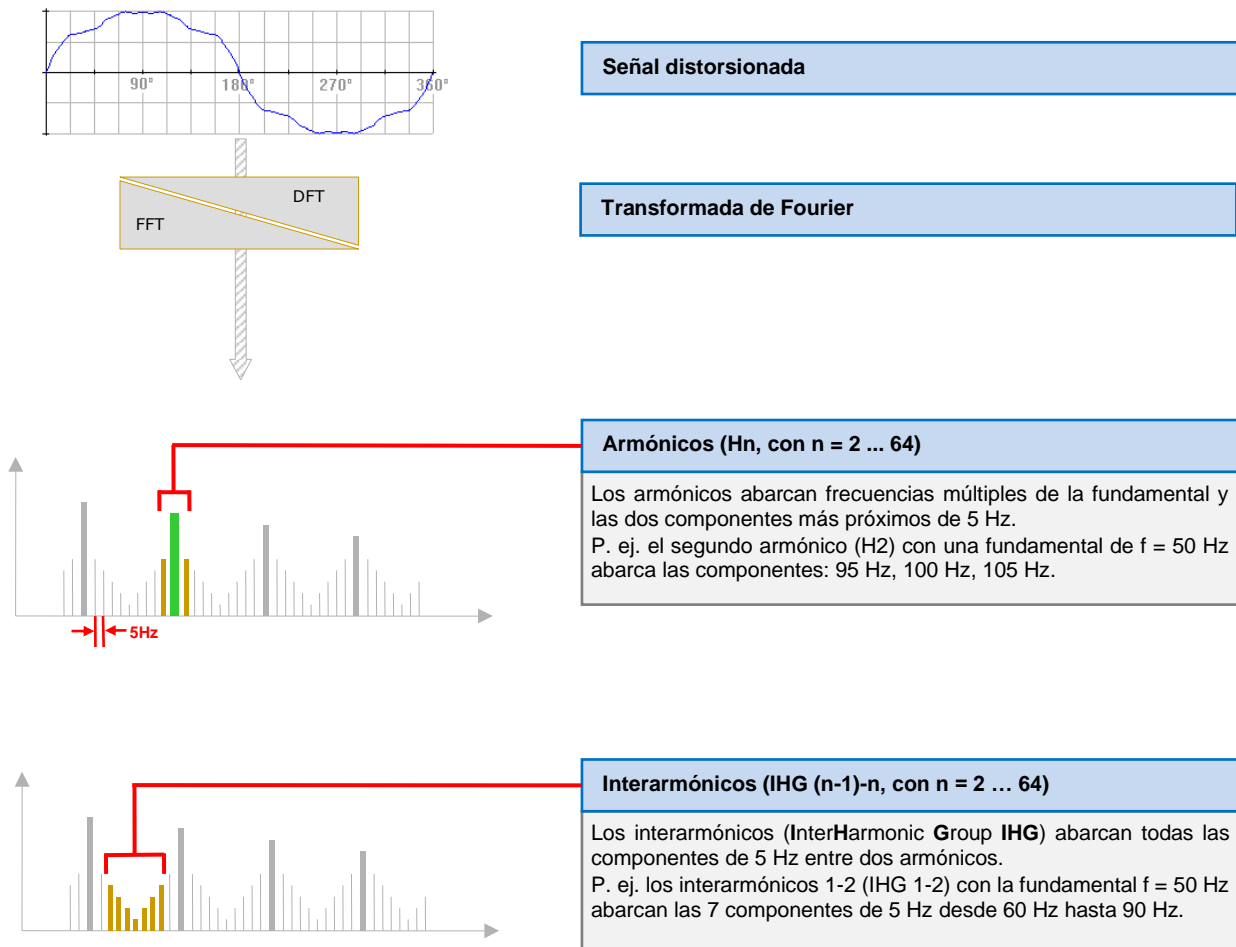 Señal distorsionada
90°
180
270°
360°
DFT
FFT
Transformada de Fourier
Armónicos (Hn, con n = 2 ... 64)
Los armónicos abarcan frecuencias múltiples de la fundamental y
las dos componentes más próximos de 5 Hz.
P. ej. el segundo armónico (H2) con una fundamental de f = 50 Hz
abarca las componentes: 95 Hz, 100 Hz, 105 Hz.
5Hz
Interarmónicos (IHG (n-1)-n, con n = 2 … 64)
Los interarmónicos (InterHarmonic Group IHG) abarcan todas las
componentes de 5 Hz entre dos armónicos.
P. ej. los interarmónicos 1-2 (IHG 1-2) con la fundamental f = 50 Hz
abarcan las 7 componentes de 5 Hz desde 60 Hz hasta 90 Hz.